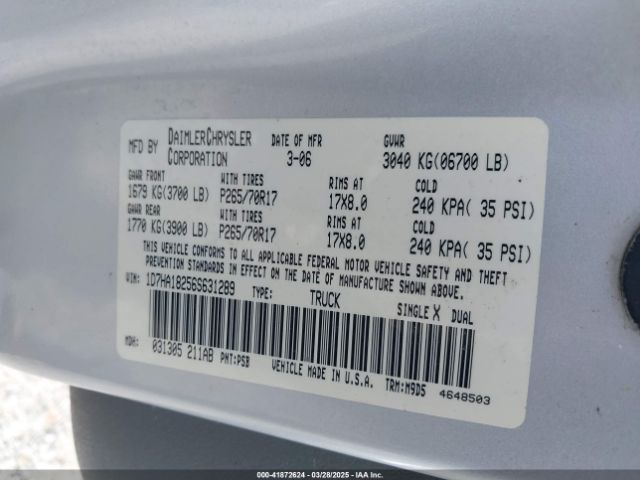 MFD BY DAIMLERCHRYSLER CORPORATION DATE OF MFR 3-06 GVWR 3040 KG(06700 LB)
GAWR FRONT WITH TIRES RIMS AT COLD
1679 KG(3700 LB) P265/70R17 17X8.0 240 KPA( 35 PSI)
GAWR REAR WITH TIRES RIMS AT COLD
1770 KG(3900 LB) P265/70R17 17X8.0 240 KPA( 35 PSI)
THIS VEHICLE CONFORMS TO ALL APPLICABLE FEDERAL MOTOR VEHICLE SAFETY AND THEFT
PREVENTION STANDARDS IN EFFECT ON THE DATE OF MANUFACTURE SHOWN ABOVE.
VIN: 1D7HA18256S631289 TYPE: TRUCK SINGLE X DUAL
MDH: 031305 211AB PNT:PSB VEHICLE MADE IN U.S.A. TRM:M9D5 4648503
000-41872624 | 03/28/2025 | IAA Inc.